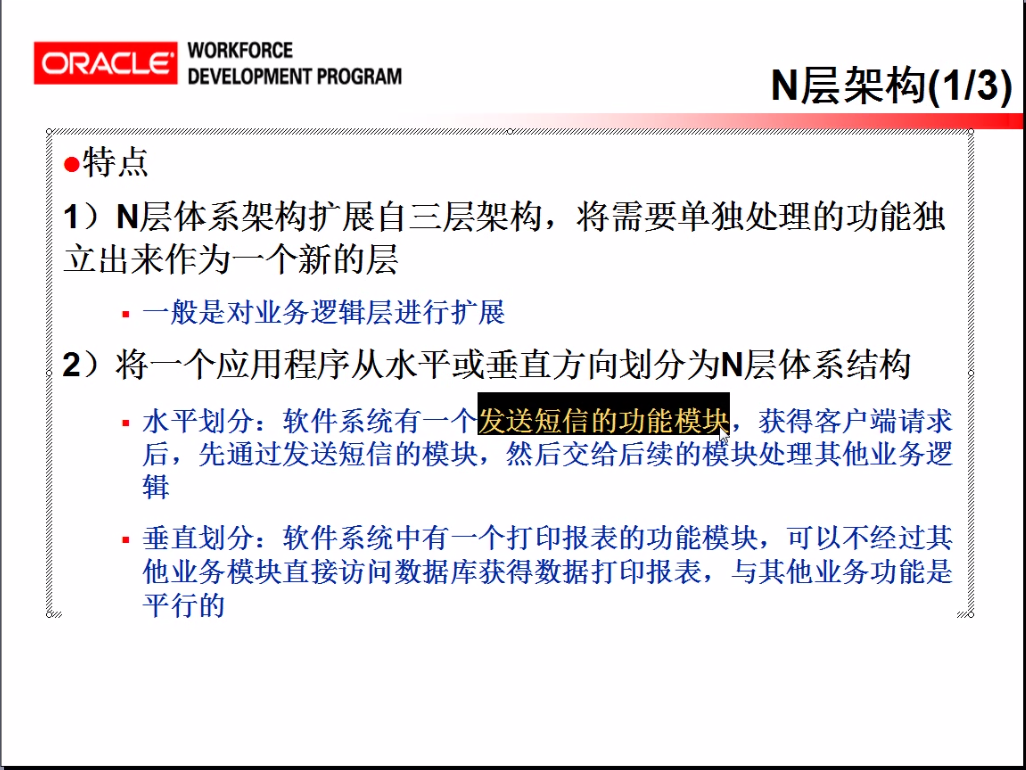 ORACLE
WORKFORCE
DEVELOPMENT PROGRAM
N层架构(1/3)
特点
1）N层体系架构扩展自三层架构，将需要单独处理的功能独
立出来作为一个新的层
一般是对业务逻辑层进行扩展
2）将一个应用程序从水平或垂直方向划分为N层体系结构
水平划分：软件系统有一个发送短信的功能模块，获得客户端请求
后，先通过发送短信的模块，然后交给后续的模块处理其他业务逻
辑
垂直划分：软件系统中有一个打印报表的功能模块，可以不经过其
他业务模块直接访问数据库获得数据打印报表，与其他业务功能是
平行的